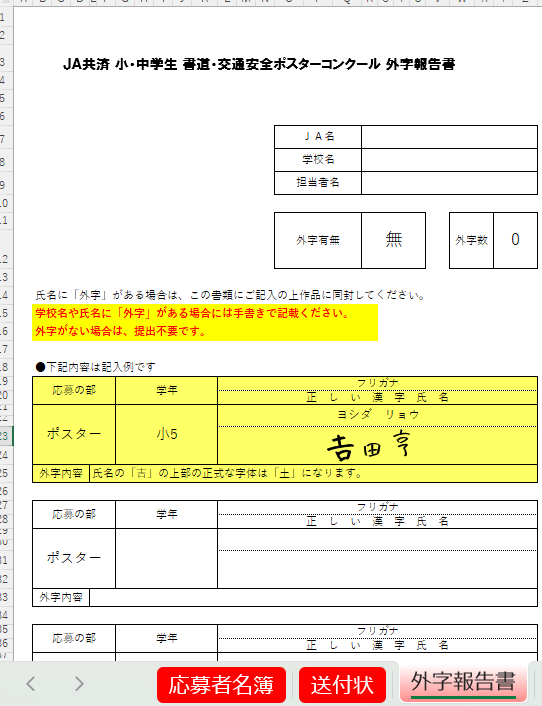 JA共済 小・中学生 書道・交通安全ポスターコンクール 外字報告書
ＪＡ名
学校名
担当者名
外字有無 無 外字数 0
氏名に「外字」がある場合は、この書類にご記入の上作品に同封してください。
学校名や氏名に「外字」がある場合には手書きで記載ください。
外字がない場合は、提出不要です。
●下記内容は記入例です
応募の部 学年 フリガナ
正しい漢字氏名
ポスター 小5 ヨシダ リョウ
𠮷田亨
外字内容 氏名の「吉」の上部の正式な字体は「土」になります。
応募の部 学年 フリガナ
正しい漢字氏名
ポスター
外字内容
応募の部 学年 フリガナ
正しい漢字氏名
応募者名簿 送付状 外字報告書